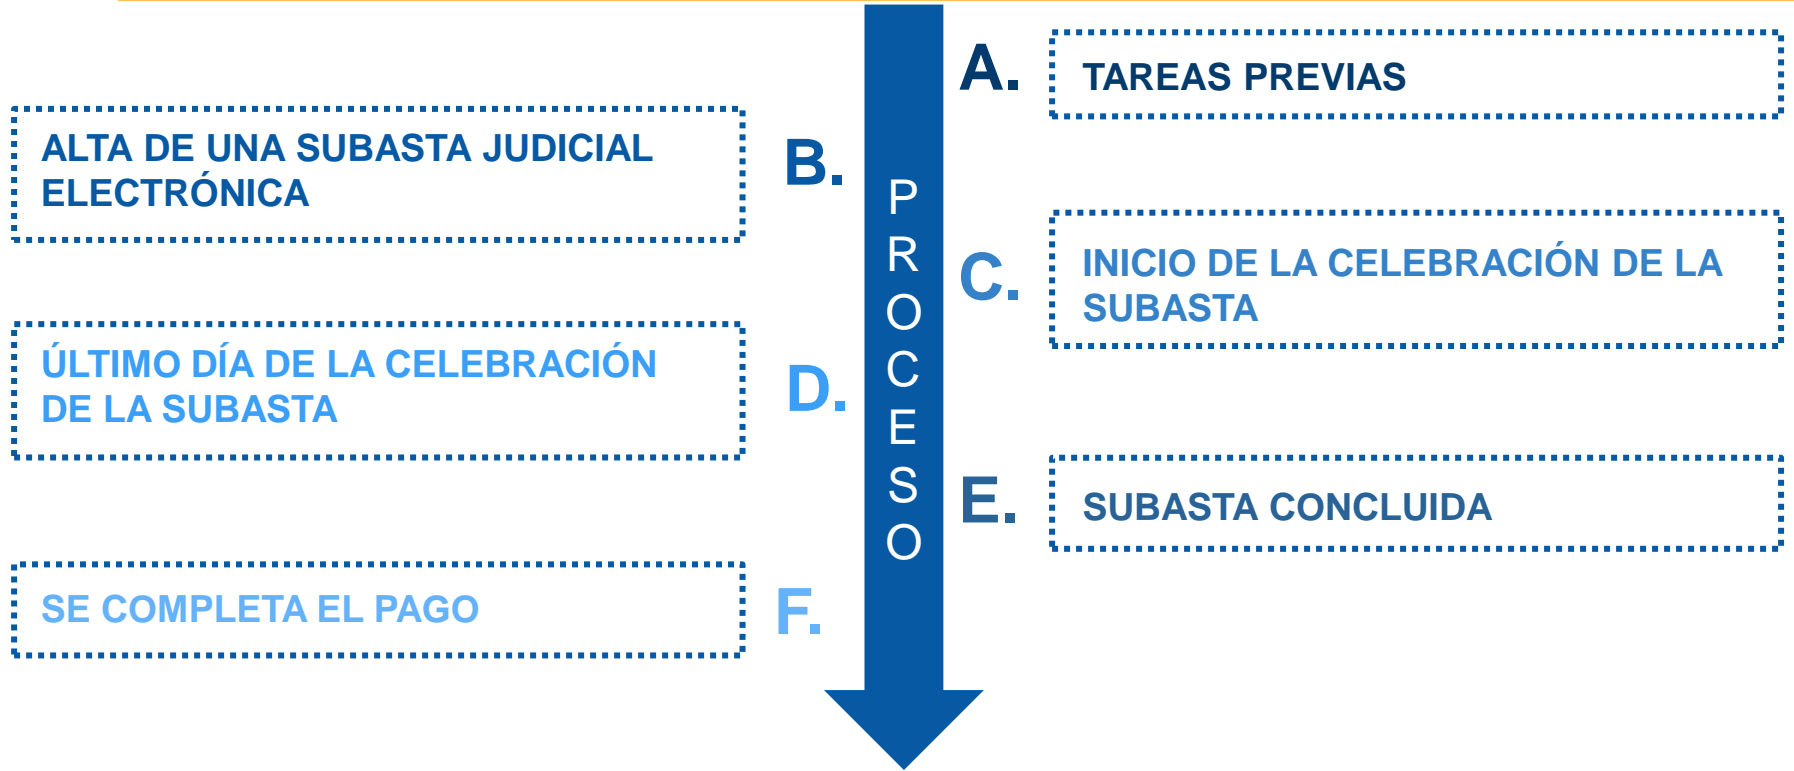 A.
TAREAS PREVIAS
B.
ALTA DE UNA SUBASTA JUDICIAL
ELECTRÓNICA
C.
INICIO DE LA CELEBRACIÓN DE LA
SUBASTA
D.
ÚLTIMO DÍA DE LA CELEBRACIÓN
DE LA SUBASTA
E.
SUBASTA CONCLUIDA
F.
SE COMPLETA EL PAGO
P
R
O
C
E
S
O